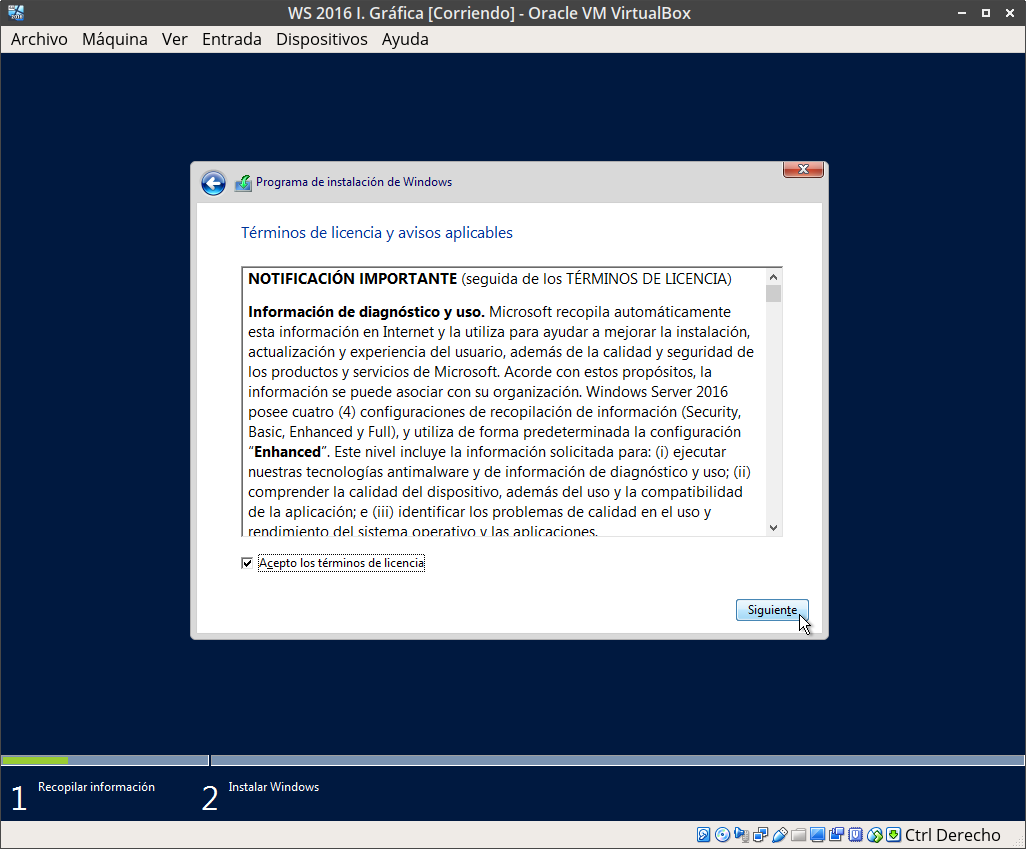 WS 2016 I. Gráfica [Corriendo] - Oracle VM VirtualBox
Archivo Máquina Ver Entrada Dispositivos Ayuda
Programa de instalación de Windows
Términos de licencia y avisos aplicables
NOTIFICACIÓN IMPORTANTE (seguida de los TÉRMINOS DE LICENCIA)
Información de diagnóstico y uso. Microsoft recopila automáticamente
esta información en Internet y la utiliza para ayudar a mejorar la instalación,
actualización y experiencia del usuario, además de la calidad y seguridad de
los productos y servicios de Microsoft. Acorde con estos propósitos, la
información se puede asociar con su organización. Windows Server 2016
posee cuatro (4) configuraciones de recopilación de información (Security,
Basic, Enhanced y Full), y utiliza de forma predeterminada la configuración
“Enhanced”. Este nivel incluye la información solicitada para: (i) ejecutar
nuestras tecnologías antimalware y de información de diagnóstico y uso; (ii)
comprender la calidad del dispositivo, además del uso y la compatibilidad
de la aplicación; e (iii) identificar los problemas de calidad en el uso y
rendimiento del sistema operativo y las aplicaciones.
Acepto los términos de licencia
Siguiente
1 Recopilar información
2 Instalar Windows
Ctrl Derecho